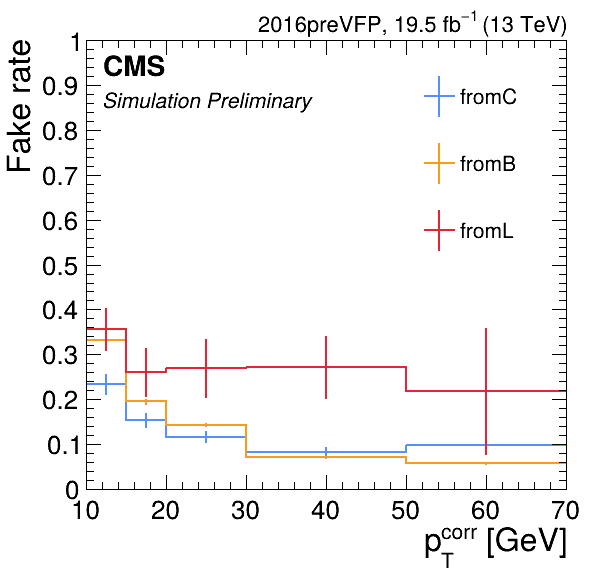 2016preVFP, 19.5 fb⁻¹ (13 TeV)
CMS
Simulation Preliminary
fromC
fromB
fromL
Fake rate
1
0.9
0.8
0.7
0.6
0.5
0.4
0.3
0.2
0.1
0
10 20 30 40 50 60 70
p_T^corr [GeV]